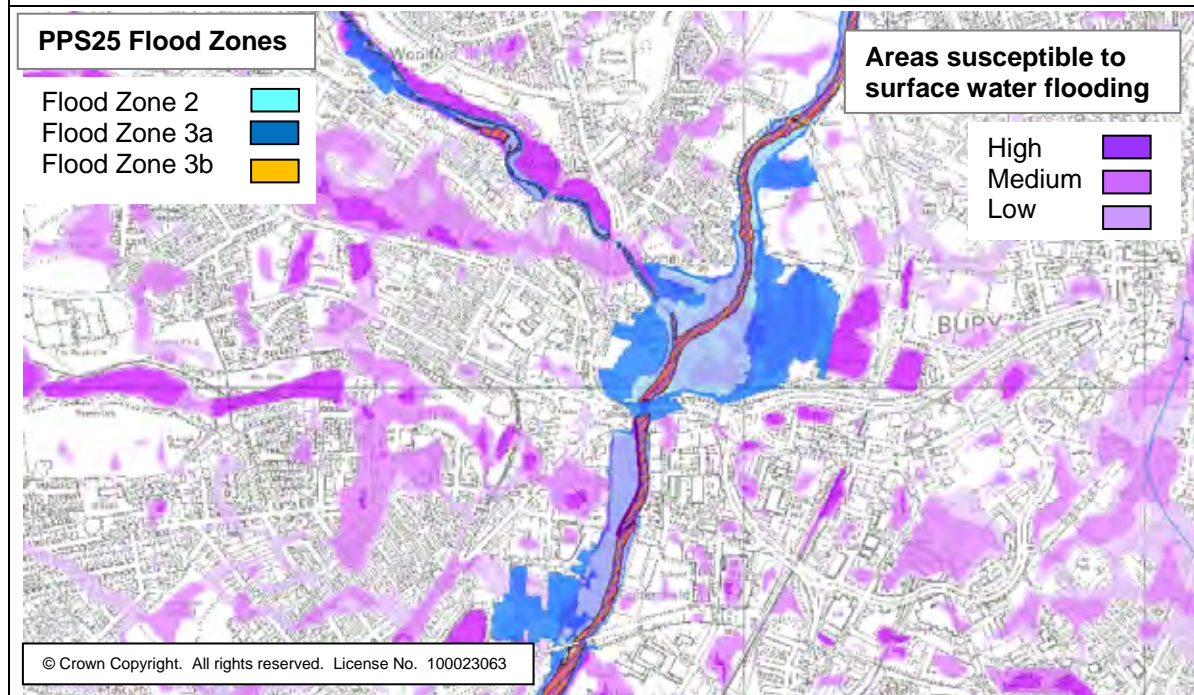 PPS25 Flood Zones
Flood Zone 2
Flood Zone 3a
Flood Zone 3b
Areas susceptible to
surface water flooding
High
Medium
Low
BURY
© Crown Copyright. All rights reserved. License No. 100023063